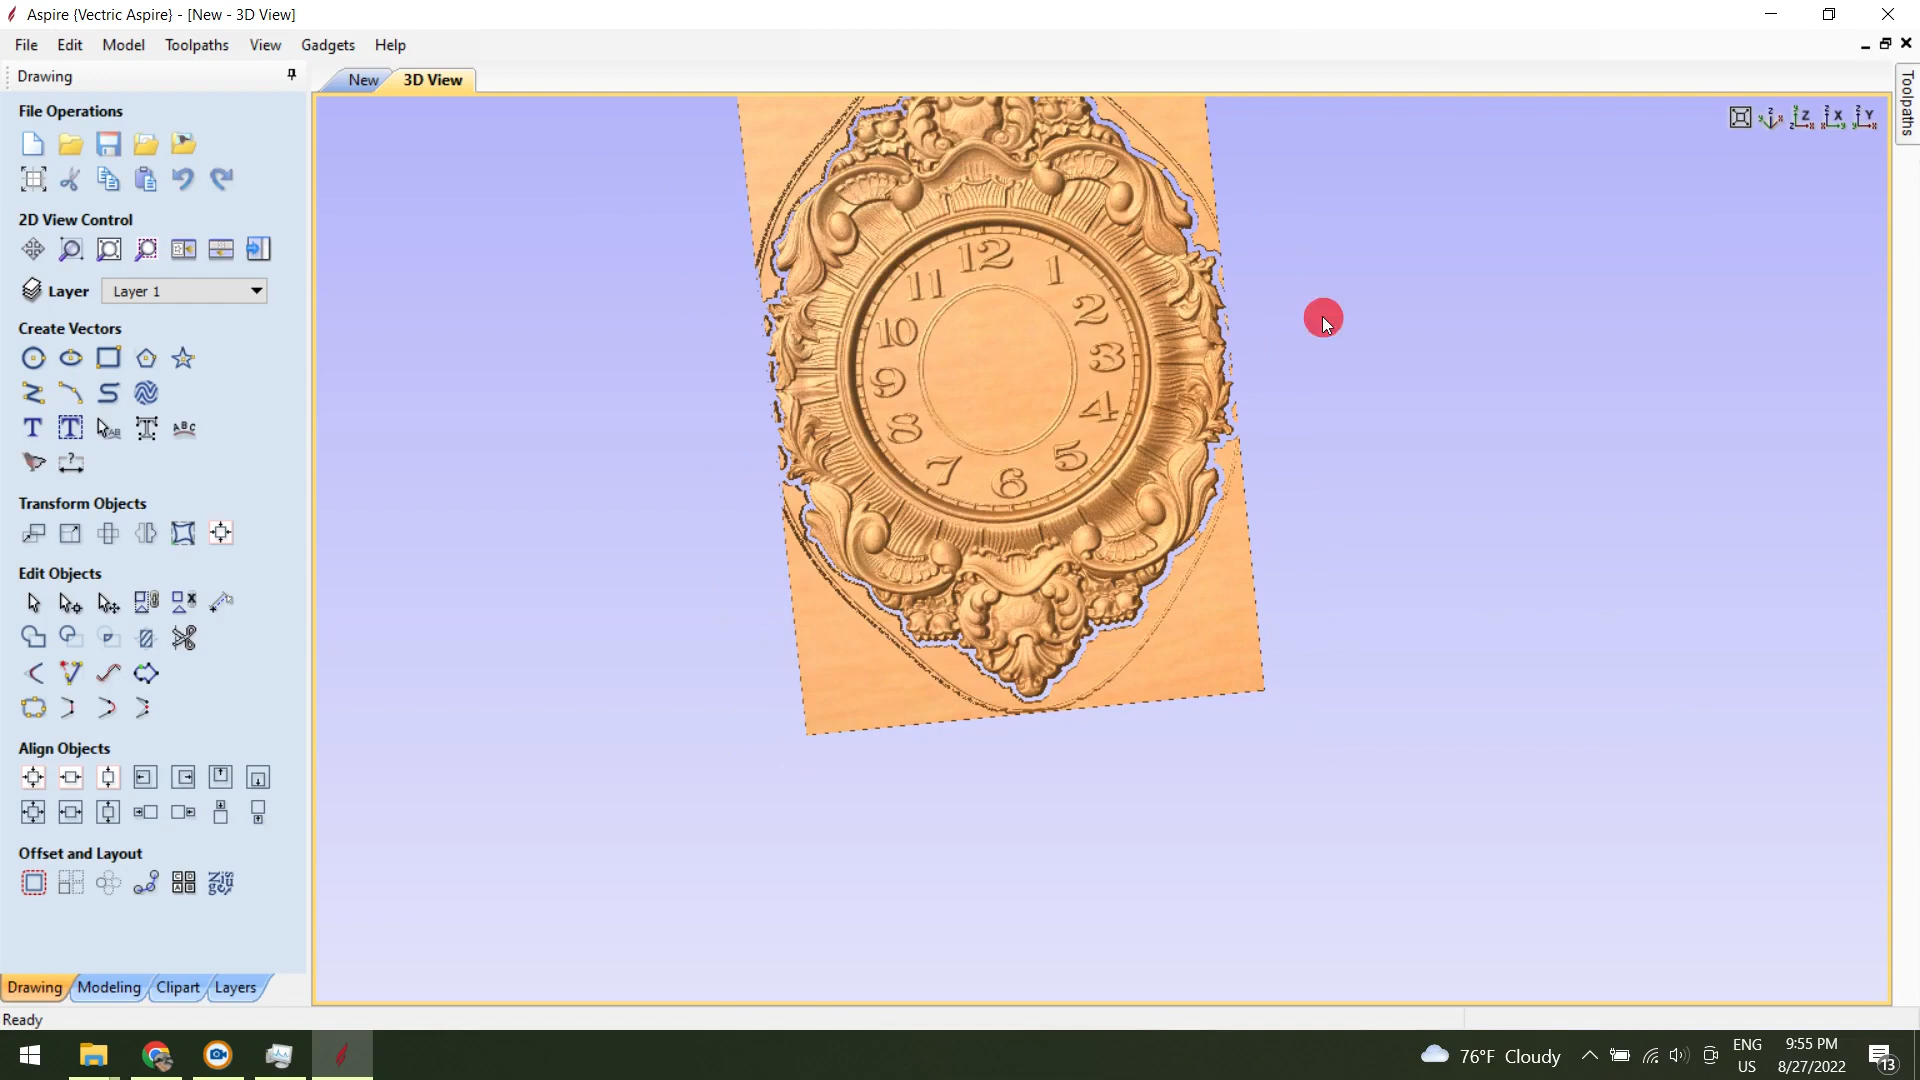 Aspire {Vectric Aspire} - [New - 3D View]
File Edit Model Toolpaths View Gadgets Help
Drawing
New 3D View
Toolpaths
File Operations
2D View Control
Layer Layer 1
Create Vectors
Transform Objects
Edit Objects
Align Objects
Offset and Layout
12
1
2
3
4
5
6
7
8
9
10
11
Drawing Modeling Clipart Layers
Ready
76°F Cloudy
ENG
US
9:55 PM
8/27/2022
13